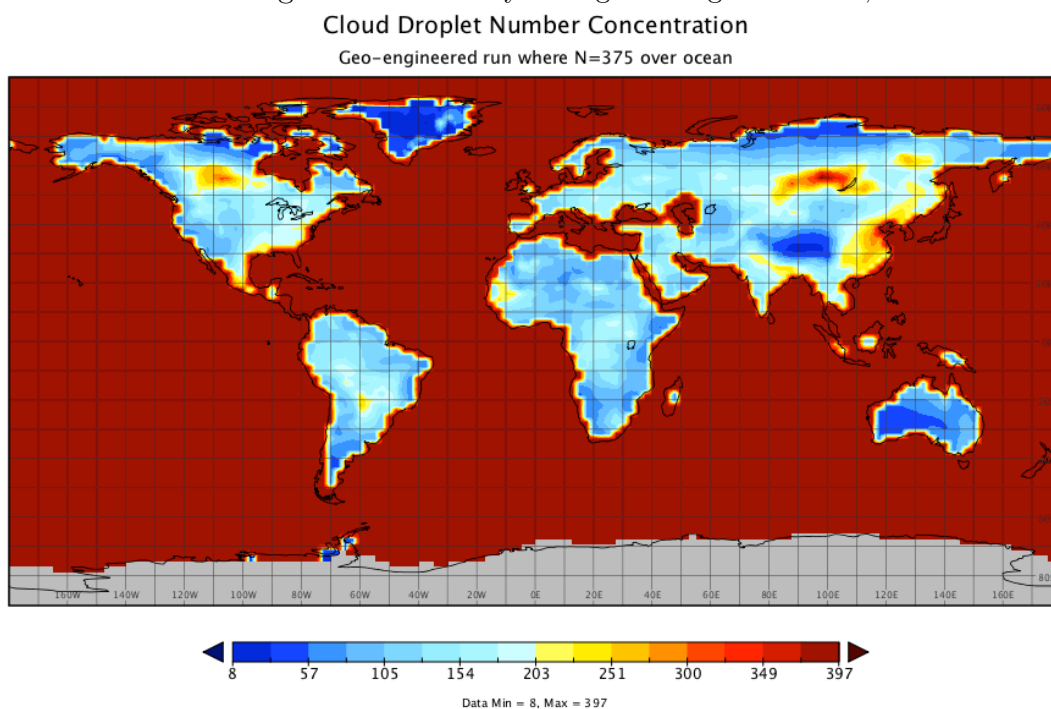 Cloud Droplet Number Concentration
Geo-engineered run where N=375 over ocean
160W 140W 120W 100W 80W 60W 40W 20W 0E 20E 40E 60E 80E 100E 120E 140E 160E
8 57 105 154 203 251 300 349 397
Data Min = 8, Max = 397